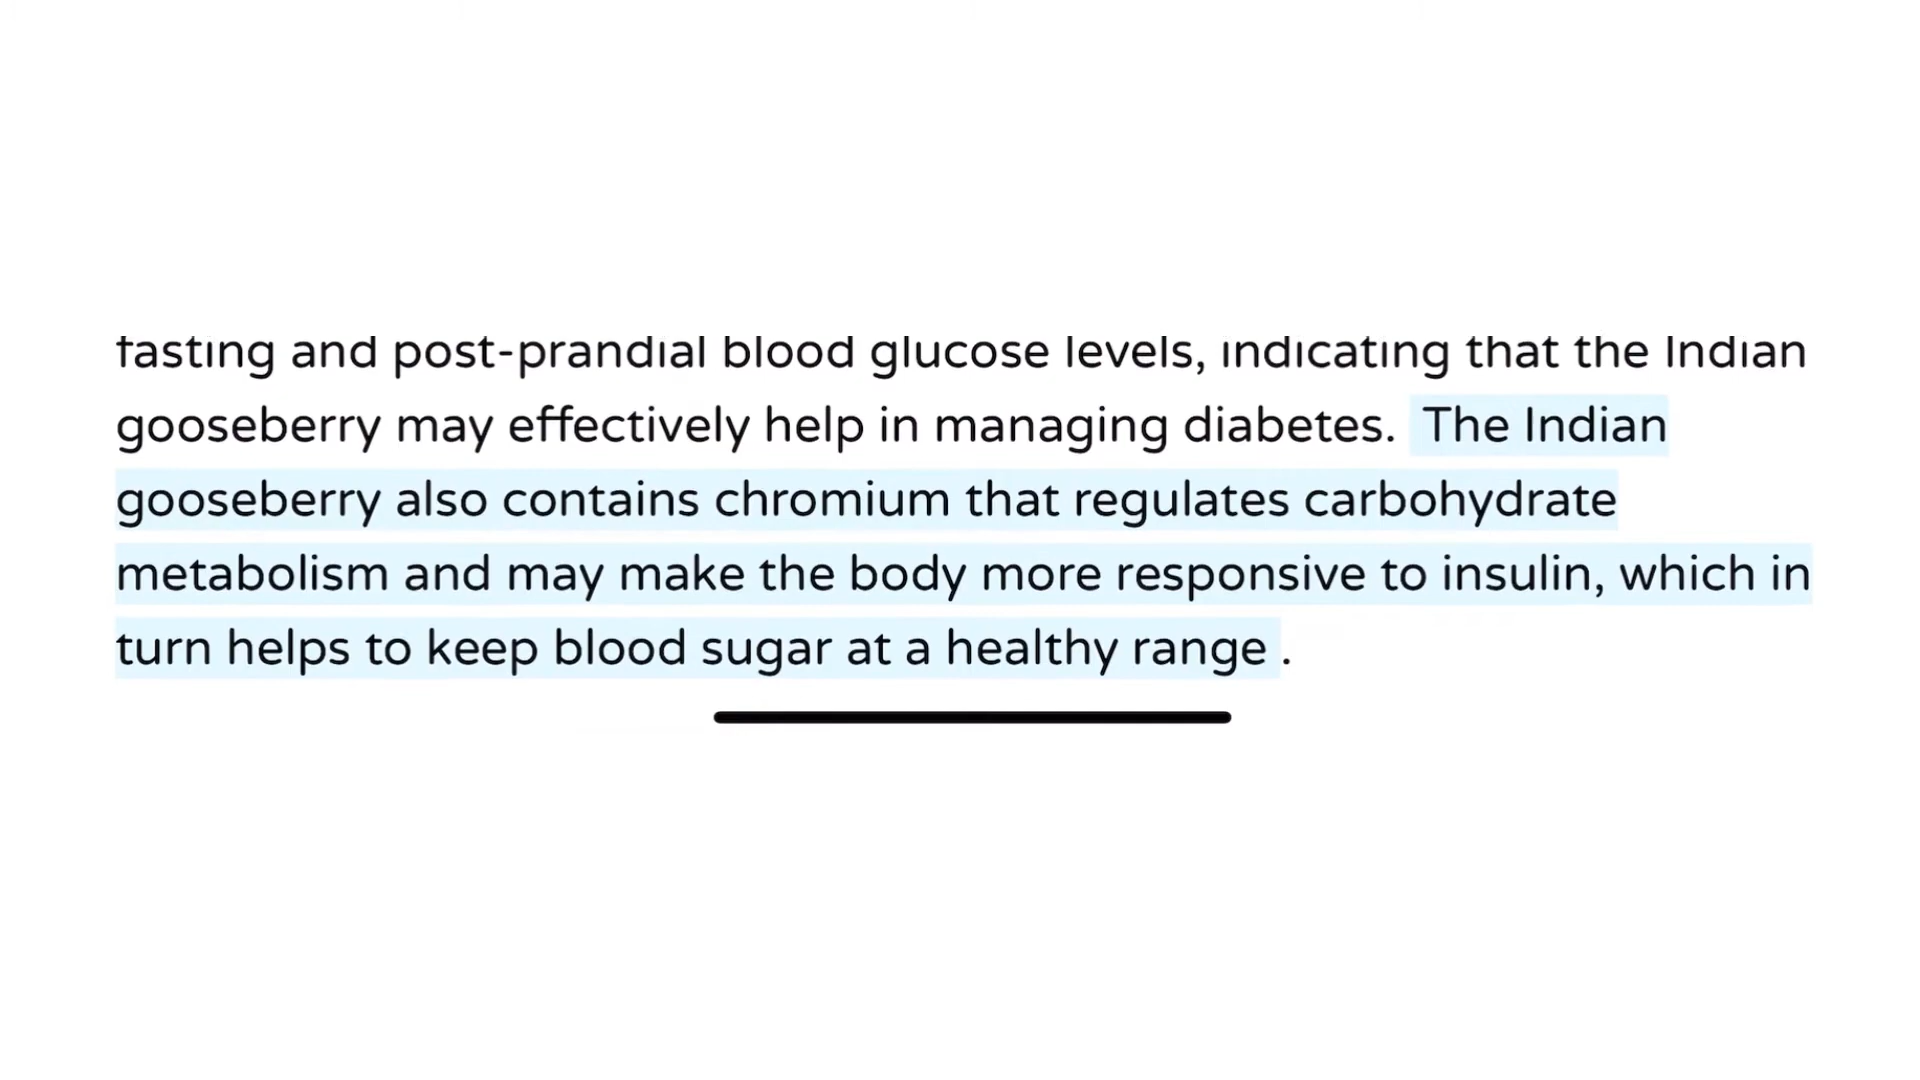 fasting and post-prandial blood glucose levels, indicating that the Indian
gooseberry may effectively help in managing diabetes. The Indian
gooseberry also contains chromium that regulates carbohydrate
metabolism and may make the body more responsive to insulin, which in
turn helps to keep blood sugar at a healthy range .